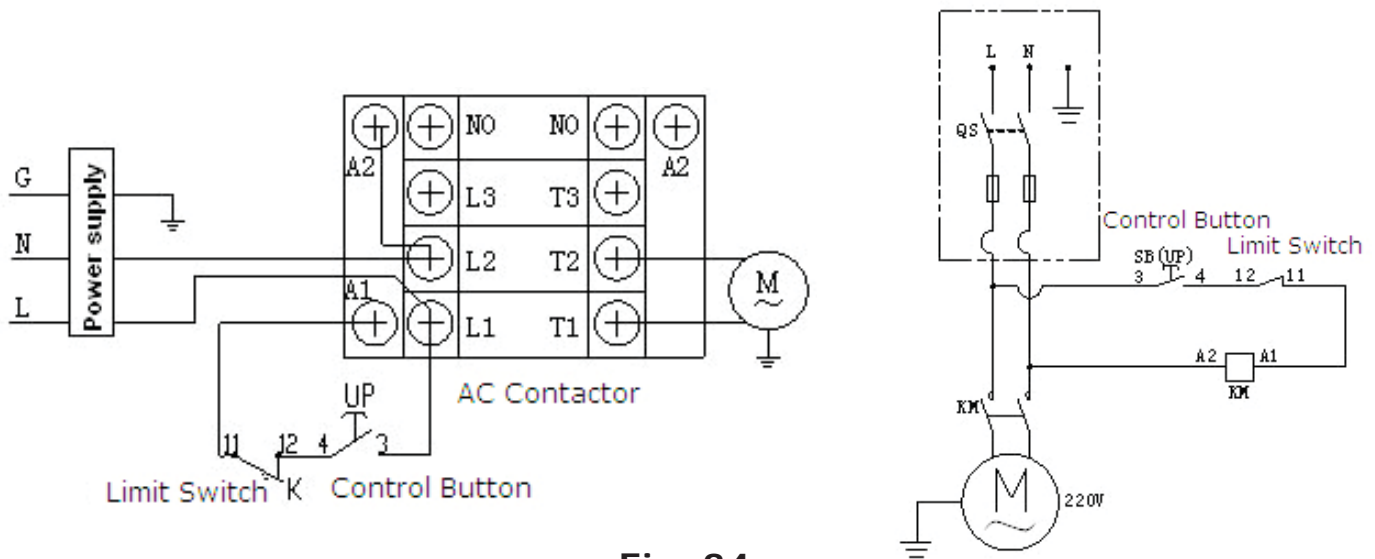 G
N
L
Power supply
A2
NO NO
A2
L3 T3
L2 T2
A1
L1 T1
M
AC Contactor
UP
11 12 4 3
Limit Switch K Control Button
L N
QS
Control Button
Limit Switch
SB(UP)
3 4 12 11
A2 A1
KM
KM
M
220V